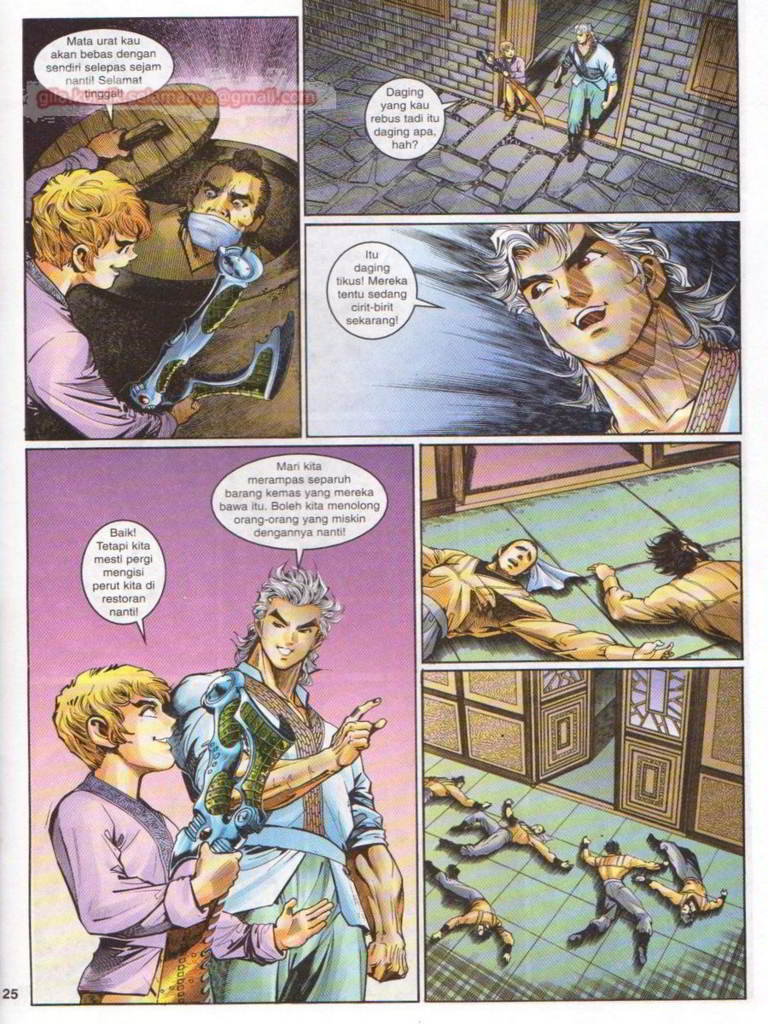 Mata urat kau
akan bebas dengan
sendiri selepas sejam
nanti! Selamat
tinggal!
Daging
yang kau
rebus tadi itu
daging apa,
hah?
Itu
daging
tikus! Mereka
tentu sedang
cirit-birit
sekarang!
Mari kita
merampas separuh
barang kemas yang mereka
bawa itu. Boleh kita menolong
orang-orang yang miskin
dengannya nanti!
Baik!
Tetapi kita
mesti pergi
mengisi
perut kita di
restoran
nanti!
25